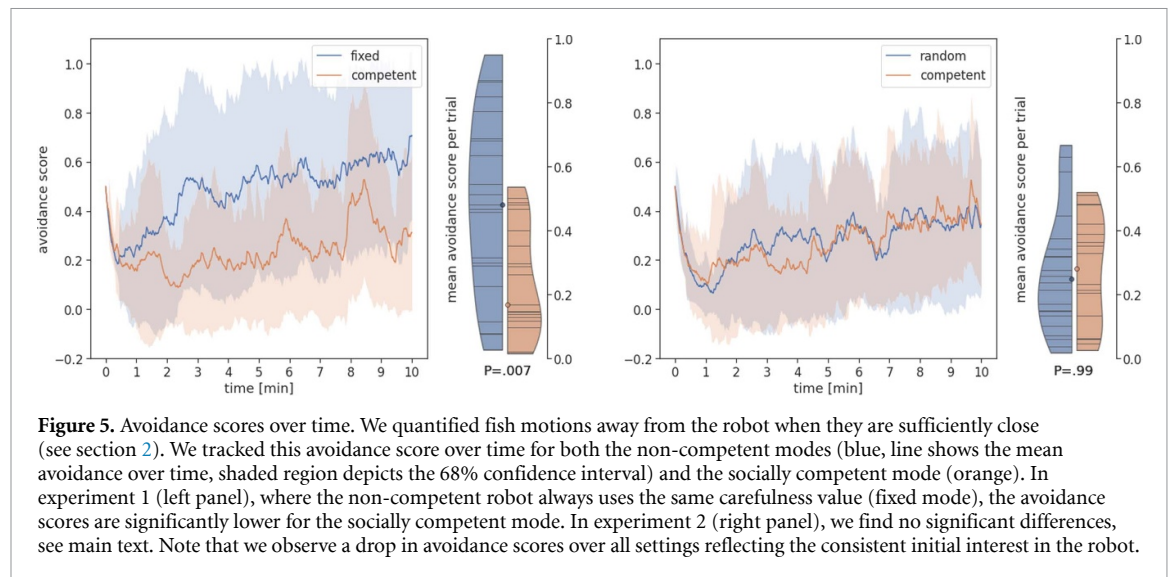 fixed
competent
avoidance score
1.0
0.8
0.6
0.4
0.2
0.0
−0.2
0 1 2 3 4 5 6 7 8 9 10
time [min]
mean avoidance score per trial
1.0
0.8
0.6
0.4
0.2
0.0
P=.007
random
competent
1.0
0.8
0.6
0.4
0.2
0.0
−0.2
0 1 2 3 4 5 6 7 8 9 10
time [min]
mean avoidance score per trial
1.0
0.8
0.6
0.4
0.2
0.0
P=.99
Figure 5. Avoidance scores over time. We quantified fish motions away from the robot when they are sufficiently close
(see section 2). We tracked this avoidance score over time for both the non-competent modes (blue, line shows the mean
avoidance over time, shaded region depicts the 68% confidence interval) and the socially competent mode (orange). In
experiment 1 (left panel), where the non-competent robot always uses the same carefulness value (fixed mode), the avoidance
scores are significantly lower for the socially competent mode. In experiment 2 (right panel), we find no significant differences,
see main text. Note that we observe a drop in avoidance scores over all settings reflecting the consistent initial interest in the robot.